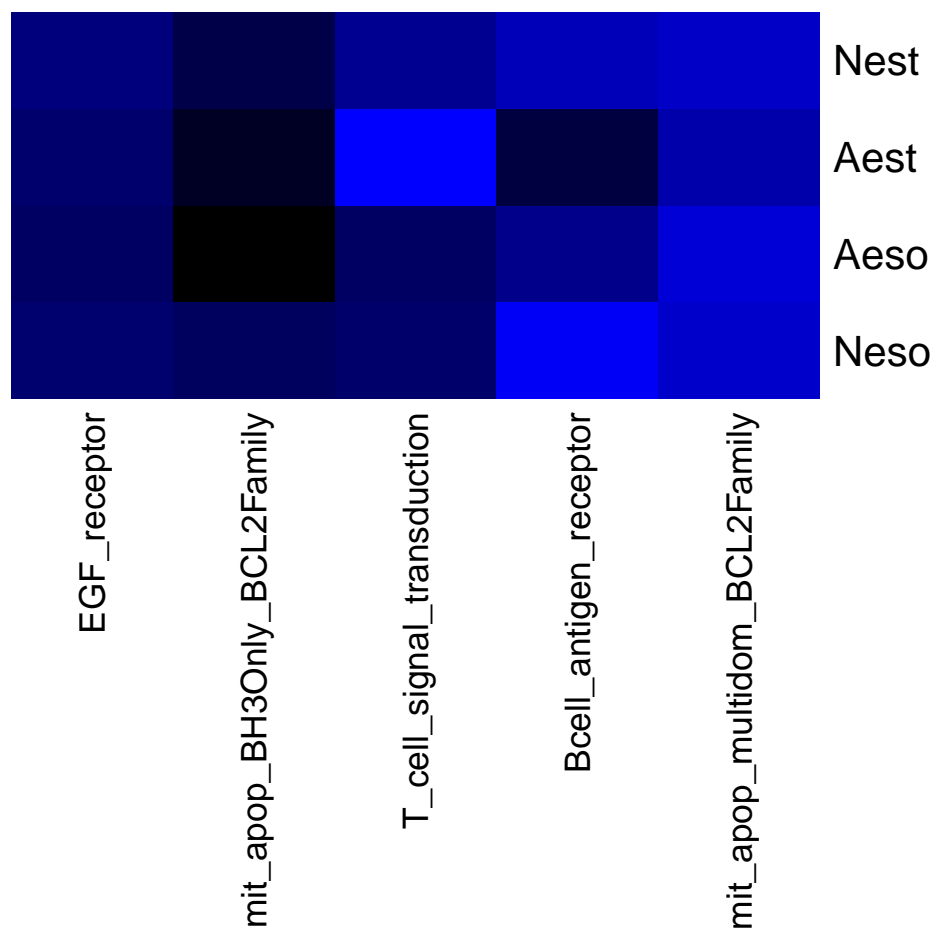 Nest
Aest
Aeso
Neso
EGF_receptor
mit_apop_BH3Only_BCL2Family
T_cell_signal_transduction
Bcell_antigen_receptor
mit_apop_multidom_BCL2Family